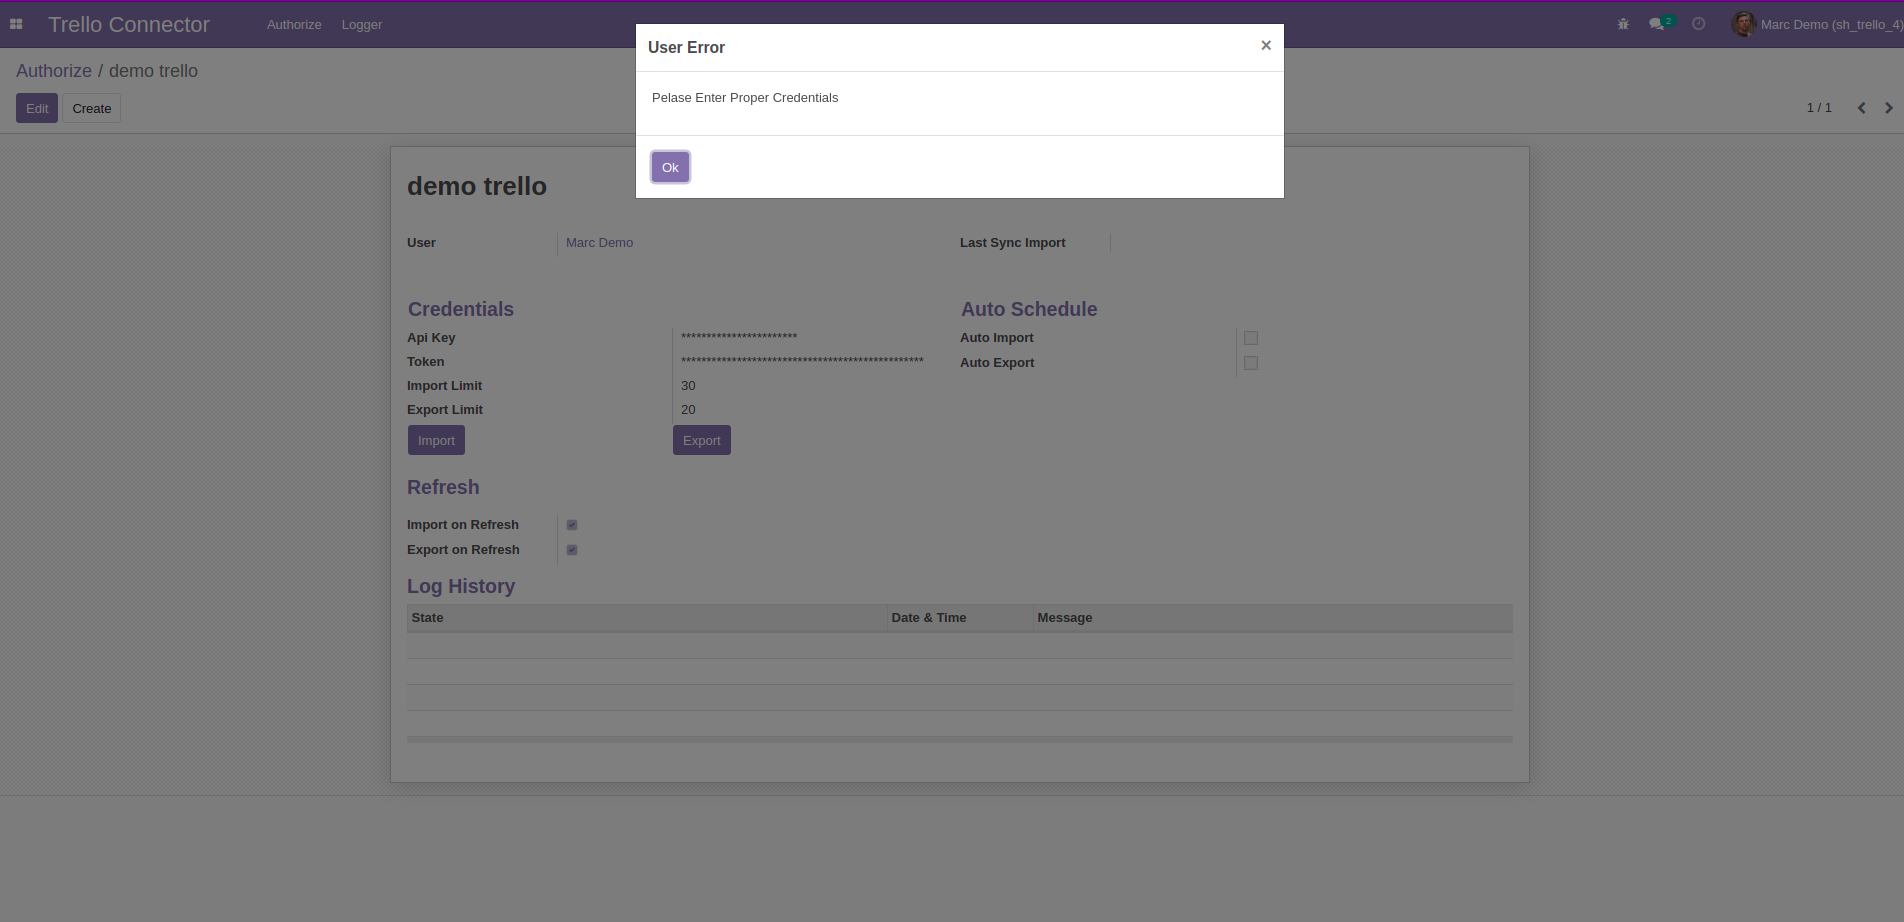 Trello Connector
Authorize
Logger
2
Marc Demo (sh_trello_4)
Authorize / demo trello
Edit
Create
1 / 1
User Error
×
Pelase Enter Proper Credentials
Ok
demo trello
User
Marc Demo
Last Sync Import
Credentials
Auto Schedule
Api Key
***********************
Auto Import
Token
************************************************
Auto Export
Import Limit
30
Export Limit
20
Import
Export
Refresh
Import on Refresh
Export on Refresh
Log History
State
Date & Time
Message